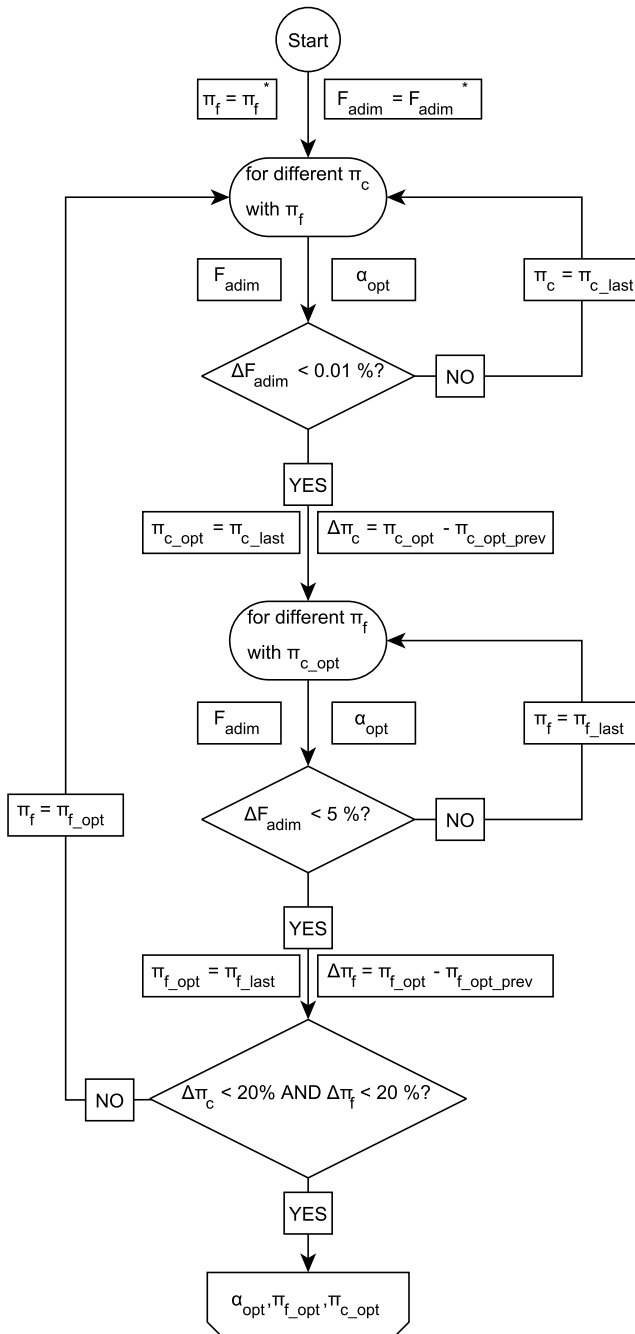 Start
π_f = π_f^*
F_adim = F_adim^*
for different π_c
with π_f
F_adim
α_opt
π_c = π_c_last
ΔF_adim < 0.01 %?
NO
YES
π_c_opt = π_c_last
Δπ_c = π_c_opt - π_c_opt_prev
for different π_f
with π_c_opt
F_adim
α_opt
π_f = π_f_last
π_f = π_f_opt
ΔF_adim < 5 %?
NO
YES
π_f_opt = π_f_last
Δπ_f = π_f_opt - π_f_opt_prev
Δπ_c < 20% AND Δπ_f < 20 %?
NO
YES
α_opt,π_f_opt,π_c_opt